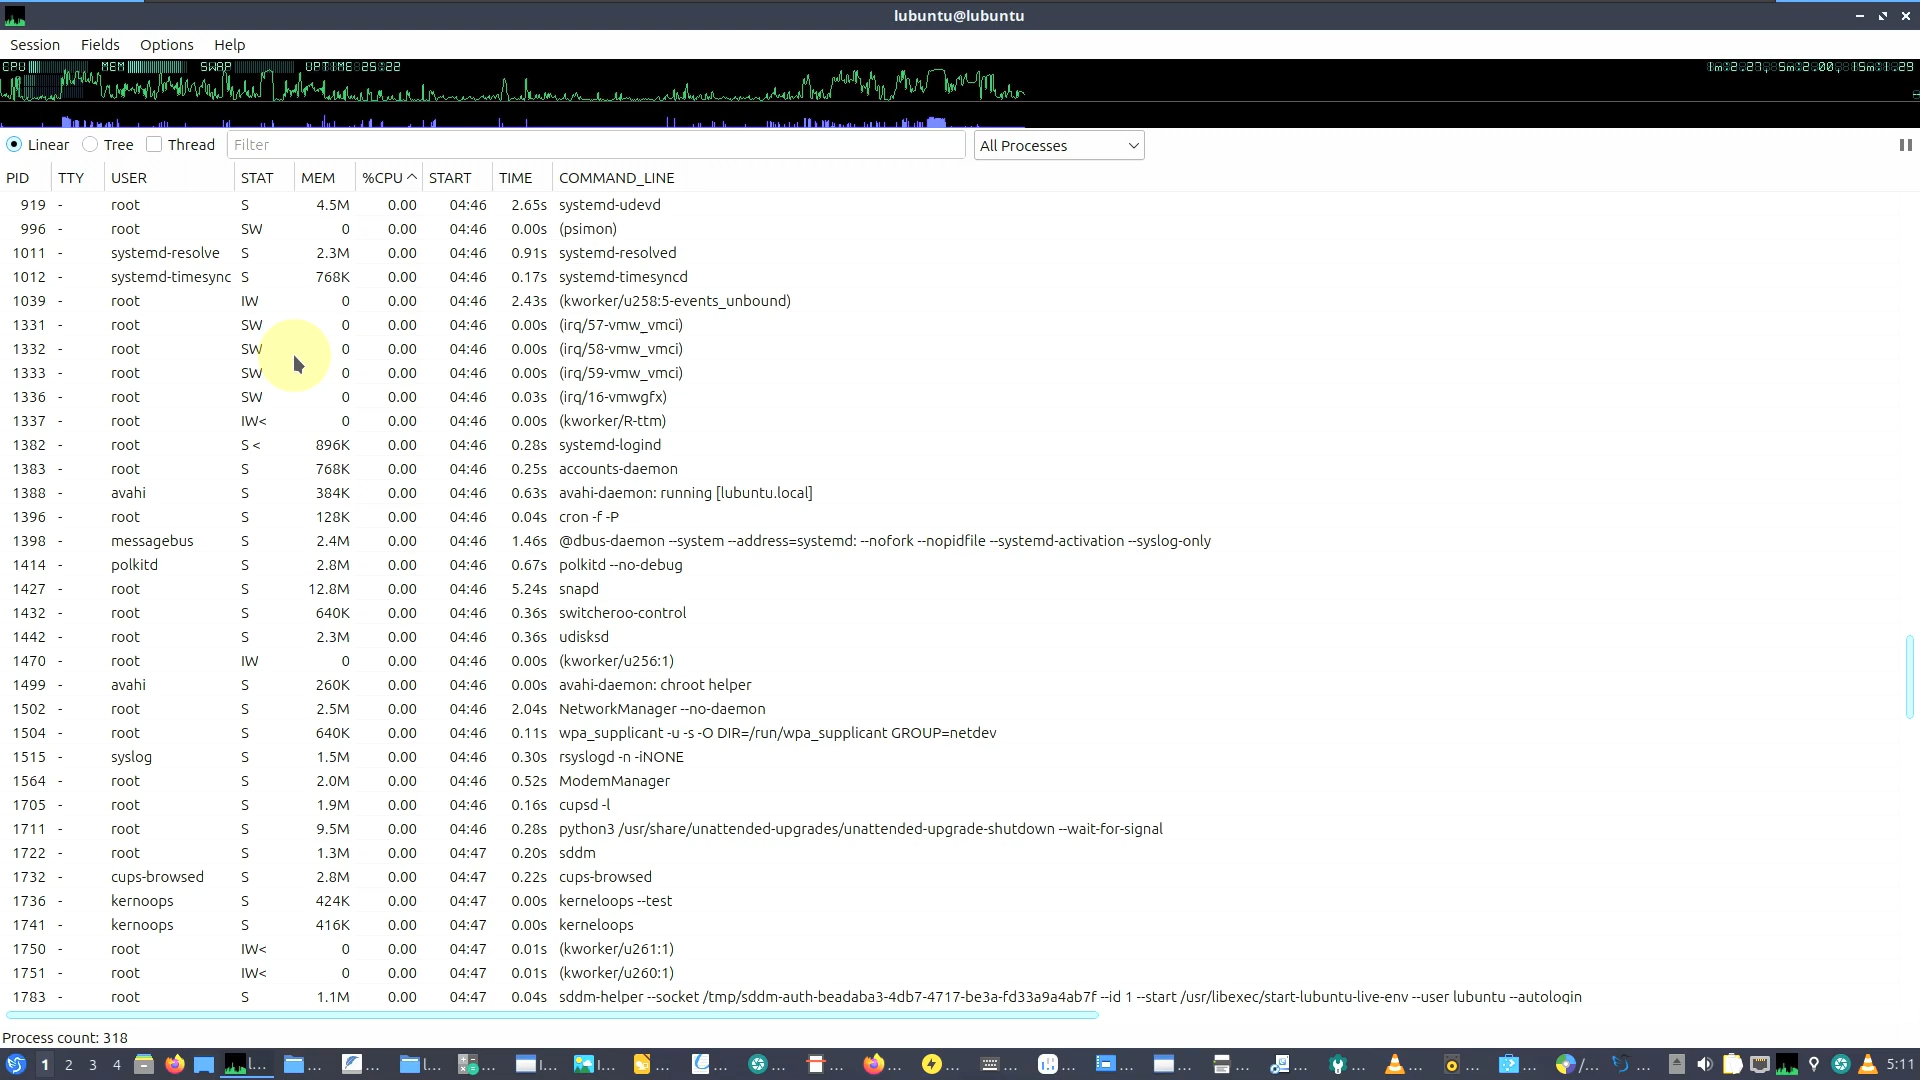 lubuntu@lubuntu
Session Fields Options Help
CPU MEM SWAP UPTIME 25:22 1m:2.27 5m:2.00 15m:1.29
Linear Tree Thread Filter All Processes
PID TTY USER STAT MEM %CPU START TIME COMMAND_LINE
919 - root S 4.5M 0.00 04:46 2.65s systemd-udevd
996 - root SW 0 0.00 04:46 0.00s (psimon)
1011 - systemd-resolve S 2.3M 0.00 04:46 0.91s systemd-resolved
1012 - systemd-timesync S 768K 0.00 04:46 0.17s systemd-timesyncd
1039 - root IW 0 0.00 04:46 2.43s (kworker/u258:5-events_unbound)
1331 - root SW 0 0.00 04:46 0.00s (irq/57-vmw_vmci)
1332 - root SW 0 0.00 04:46 0.00s (irq/58-vmw_vmci)
1333 - root SW 0 0.00 04:46 0.00s (irq/59-vmw_vmci)
1336 - root SW 0 0.00 04:46 0.03s (irq/16-vmwgfx)
1337 - root IW< 0 0.00 04:46 0.00s (kworker/R-ttm)
1382 - root S < 896K 0.00 04:46 0.28s systemd-logind
1383 - root S 768K 0.00 04:46 0.25s accounts-daemon
1388 - avahi S 384K 0.00 04:46 0.63s avahi-daemon: running [lubuntu.local]
1396 - root S 128K 0.00 04:46 0.04s cron -f -P
1398 - messagebus S 2.4M 0.00 04:46 1.46s @dbus-daemon --system --address=systemd: --nofork --nopidfile --systemd-activation --syslog-only
1414 - polkitd S 2.8M 0.00 04:46 0.67s polkitd --no-debug
1427 - root S 12.8M 0.00 04:46 5.24s snapd
1432 - root S 640K 0.00 04:46 0.36s switcheroo-control
1442 - root S 2.3M 0.00 04:46 0.36s udisksd
1470 - root IW 0 0.00 04:46 0.00s (kworker/u256:1)
1499 - avahi S 260K 0.00 04:46 0.00s avahi-daemon: chroot helper
1502 - root S 2.5M 0.00 04:46 2.04s NetworkManager --no-daemon
1504 - root S 640K 0.00 04:46 0.11s wpa_supplicant -u -s -O DIR=/run/wpa_supplicant GROUP=netdev
1515 - syslog S 1.5M 0.00 04:46 0.30s rsyslogd -n -iNONE
1564 - root S 2.0M 0.00 04:46 0.52s ModemManager
1705 - root S 1.9M 0.00 04:46 0.16s cupsd -l
1711 - root S 9.5M 0.00 04:46 0.28s python3 /usr/share/unattended-upgrades/unattended-upgrade-shutdown --wait-for-signal
1722 - root S 1.3M 0.00 04:47 0.20s sddm
1732 - cups-browsed S 2.8M 0.00 04:47 0.22s cups-browsed
1736 - kernoops S 424K 0.00 04:47 0.00s kerneloops --test
1741 - kernoops S 416K 0.00 04:47 0.00s kerneloops
1750 - root IW< 0 0.00 04:47 0.01s (kworker/u261:1)
1751 - root IW< 0 0.00 04:47 0.01s (kworker/u260:1)
1783 - root S 1.1M 0.00 04:47 0.04s sddm-helper --socket /tmp/sddm-auth-beadaba3-4db7-4717-be3a-fd33a9a4ab7f --id 1 --start /usr/libexec/start-lubuntu-live-env --user lubuntu --autologin
Process count: 318
1 2 3 4 l... ... ... l... ... ... l... l... ... ... ... ... ... ... ... ... ... ... ... ... ... ... ... ... ... /... ... 5:11